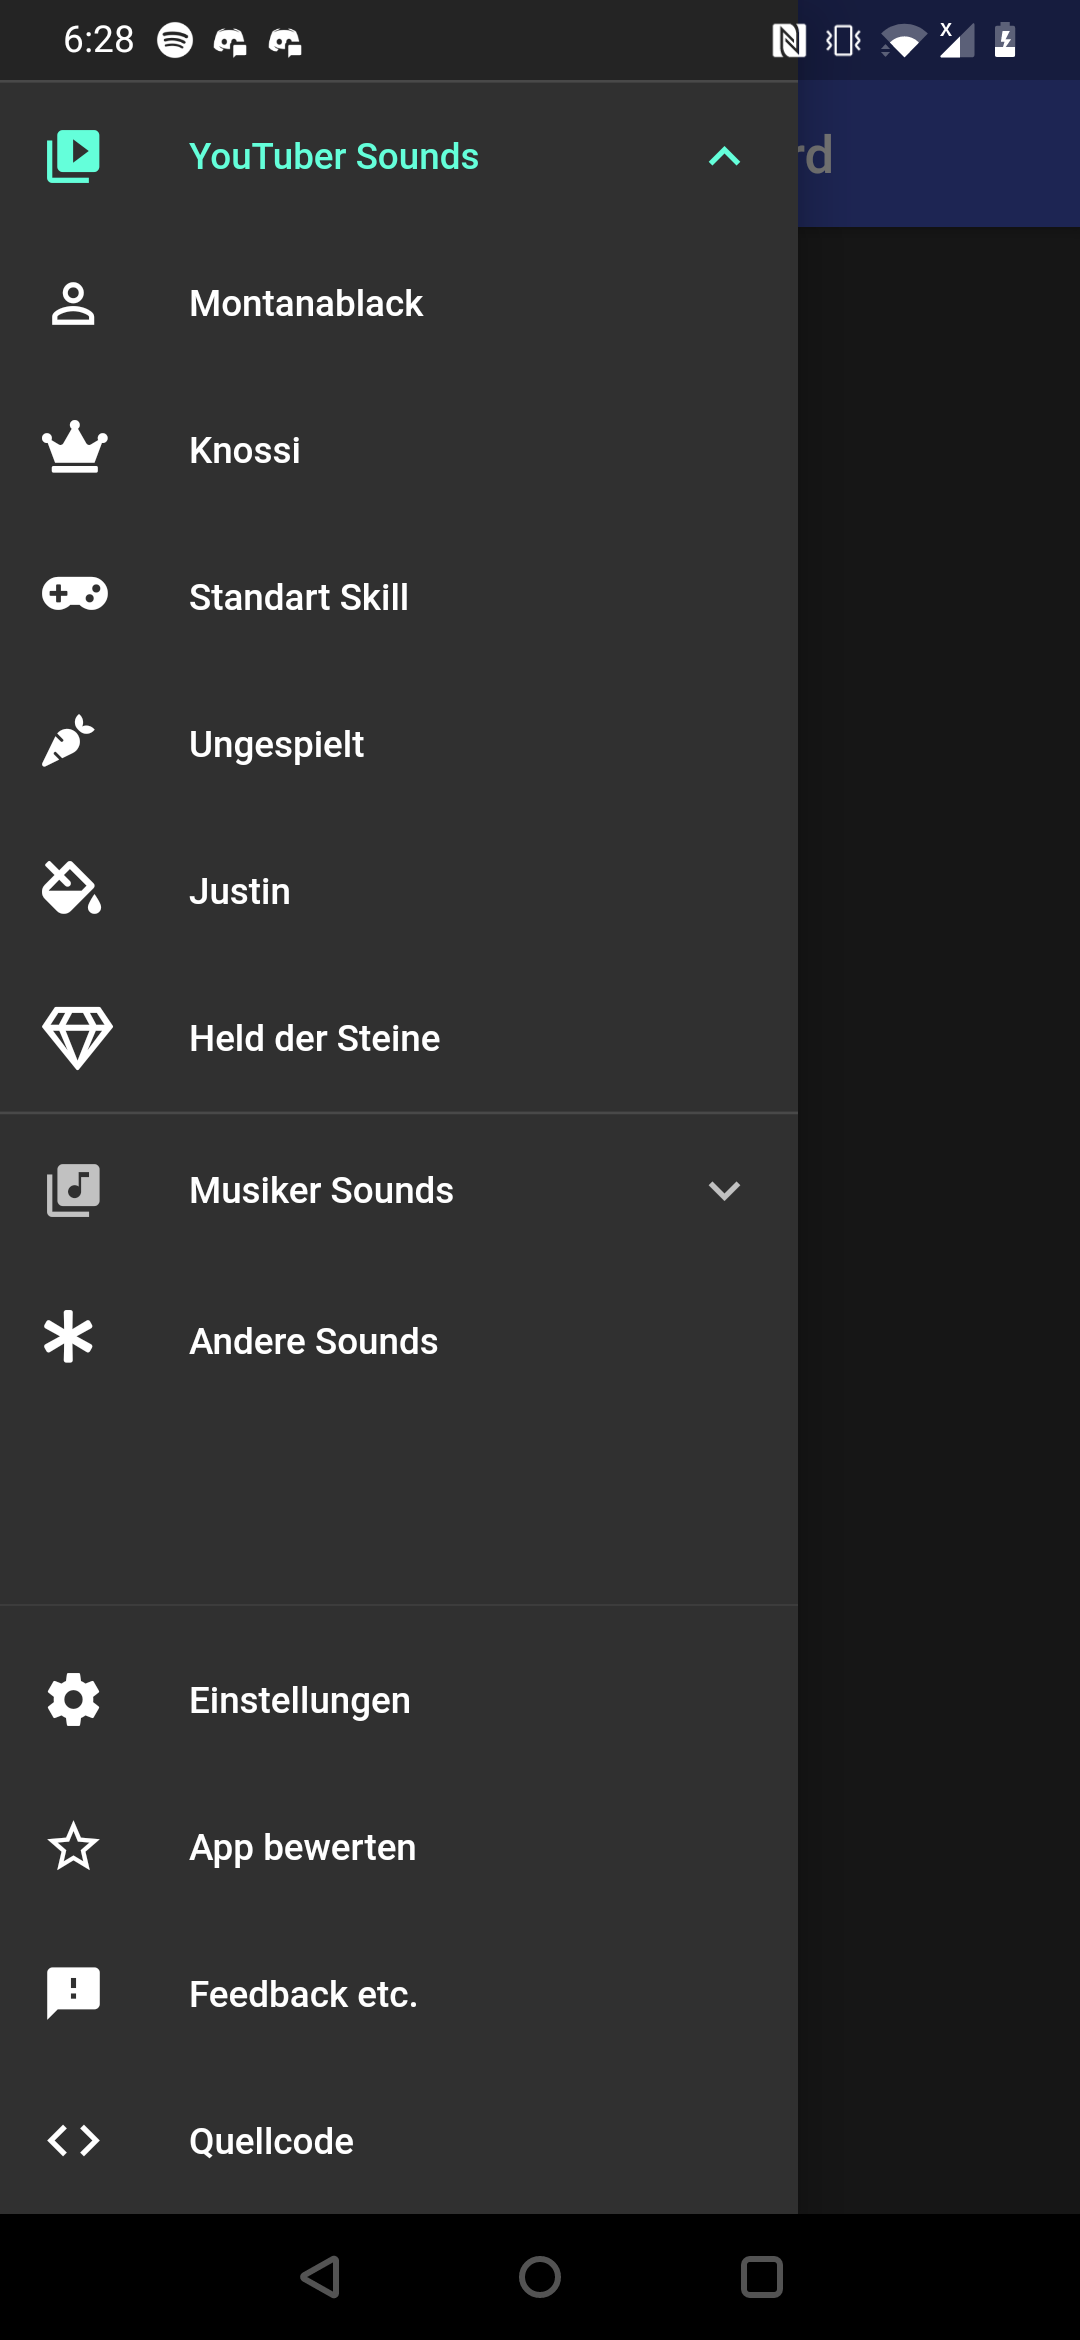 6:28
YouTuber Sounds
Montanablack
Knossi
Standart Skill
Ungespielt
Justin
Held der Steine
Musiker Sounds
Andere Sounds
Einstellungen
App bewerten
Feedback etc.
Quellcode
rd